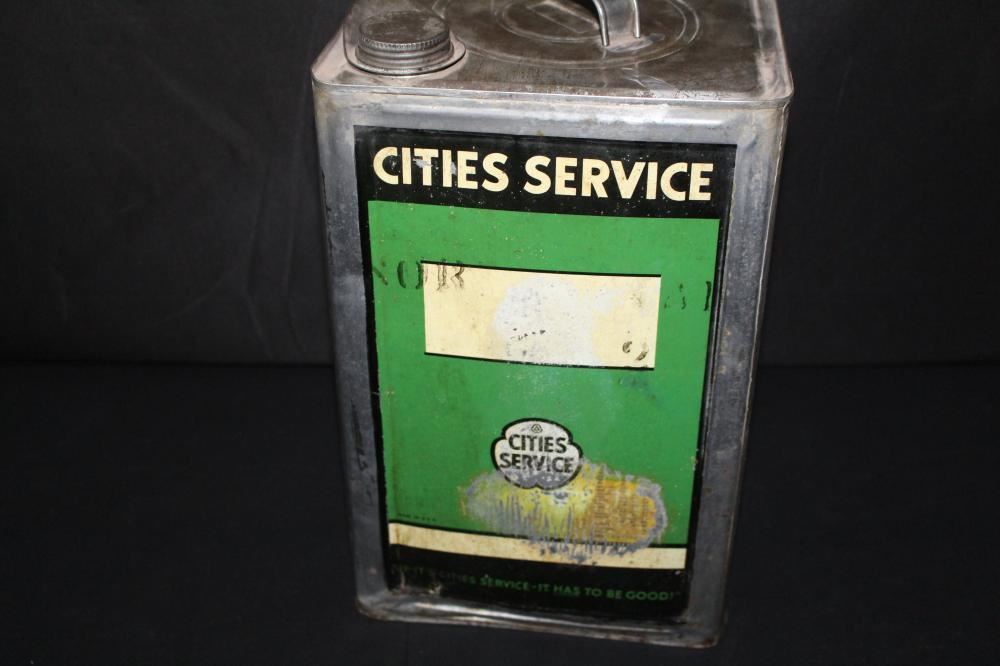 CITIES SERVICE
CITIES
SERVICE
CITIES SERVICE-IT HAS TO BE GOOD!"